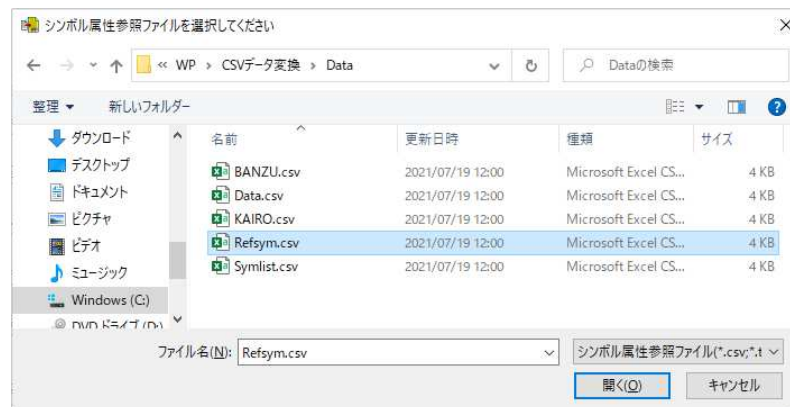 シンボル属性参照ファイルを選択してください
« WP › CSVデータ変換 › Data
Dataの検索
整理 新しいフォルダー
名前 更新日時 種類 サイズ
ダウンロード
デスクトップ
ドキュメント
ピクチャ
ビデオ
ミュージック
Windows (C:)
DVD ドライブ (D:)
BANZU.csv 2021/07/19 12:00 Microsoft Excel CS... 4 KB
Data.csv 2021/07/19 12:00 Microsoft Excel CS... 4 KB
KAIRO.csv 2021/07/19 12:00 Microsoft Excel CS... 4 KB
Refsym.csv 2021/07/19 12:00 Microsoft Excel CS... 4 KB
Symlist.csv 2021/07/19 12:00 Microsoft Excel CS... 4 KB
ファイル名(N): Refsym.csv
シンボル属性参照ファイル(*.csv;*.t
開く(O) キャンセル